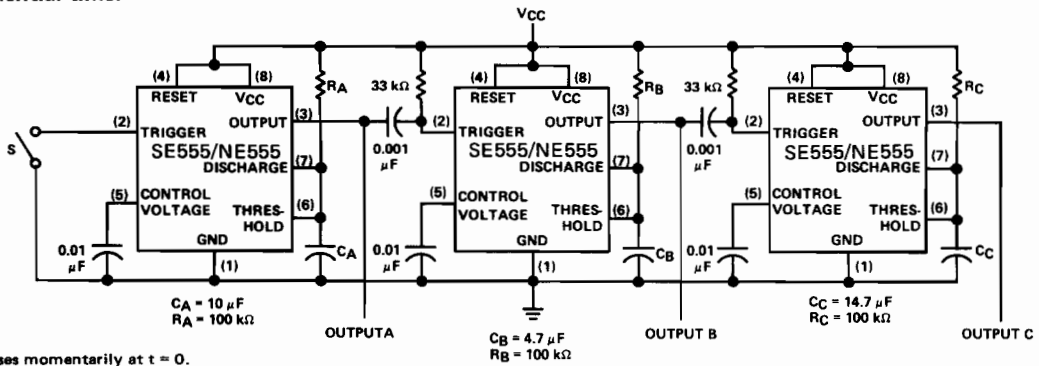 VCC
(4) (8)
RESET VCC
RA
33 kΩ
(4) (8)
RESET VCC
RB
33 kΩ
(4) (8)
RESET VCC
RC
S
(2) TRIGGER
OUTPUT (3)
SE555/NE555
DISCHARGE (7)
(5) CONTROL
VOLTAGE
THRES-
HOLD (6)
GND
(1)
0.01
μF
CA
0.001
μF
(2) TRIGGER
OUTPUT (3)
SE555/NE555
DISCHARGE (7)
(5) CONTROL
VOLTAGE
THRES-
HOLD (6)
GND
(1)
0.01
μF
CB
0.001
μF
(2) TRIGGER
OUTPUT (3)
SE555/NE555
DISCHARGE (7)
(5) CONTROL
VOLTAGE
THRES-
HOLD (6)
GND
(1)
0.01
μF
CC
CA = 10 μF
RA = 100 kΩ
OUTPUT A
CB = 4.7 μF
RB = 100 kΩ
OUTPUT B
CC = 14.7 μF
RC = 100 kΩ
OUTPUT C
ses momentarily at t = 0.